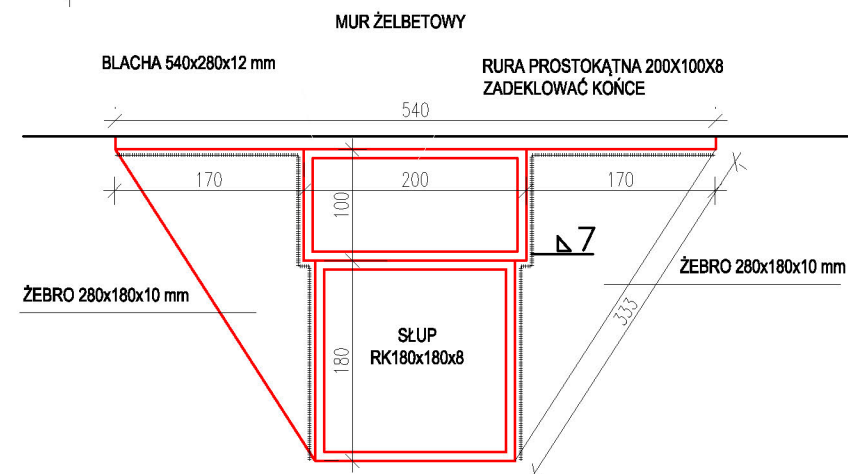 MUR ŻELBETOWY
BLACHA 540x280x12 mm
RURA PROSTOKĄTNA 200X100X8
ZADEKLOWAĆ KOŃCE
540
170
200
170
100
7
ŻEBRO 280x180x10 mm
ŻEBRO 280x180x10 mm
333
SŁUP
RK180x180x8
180